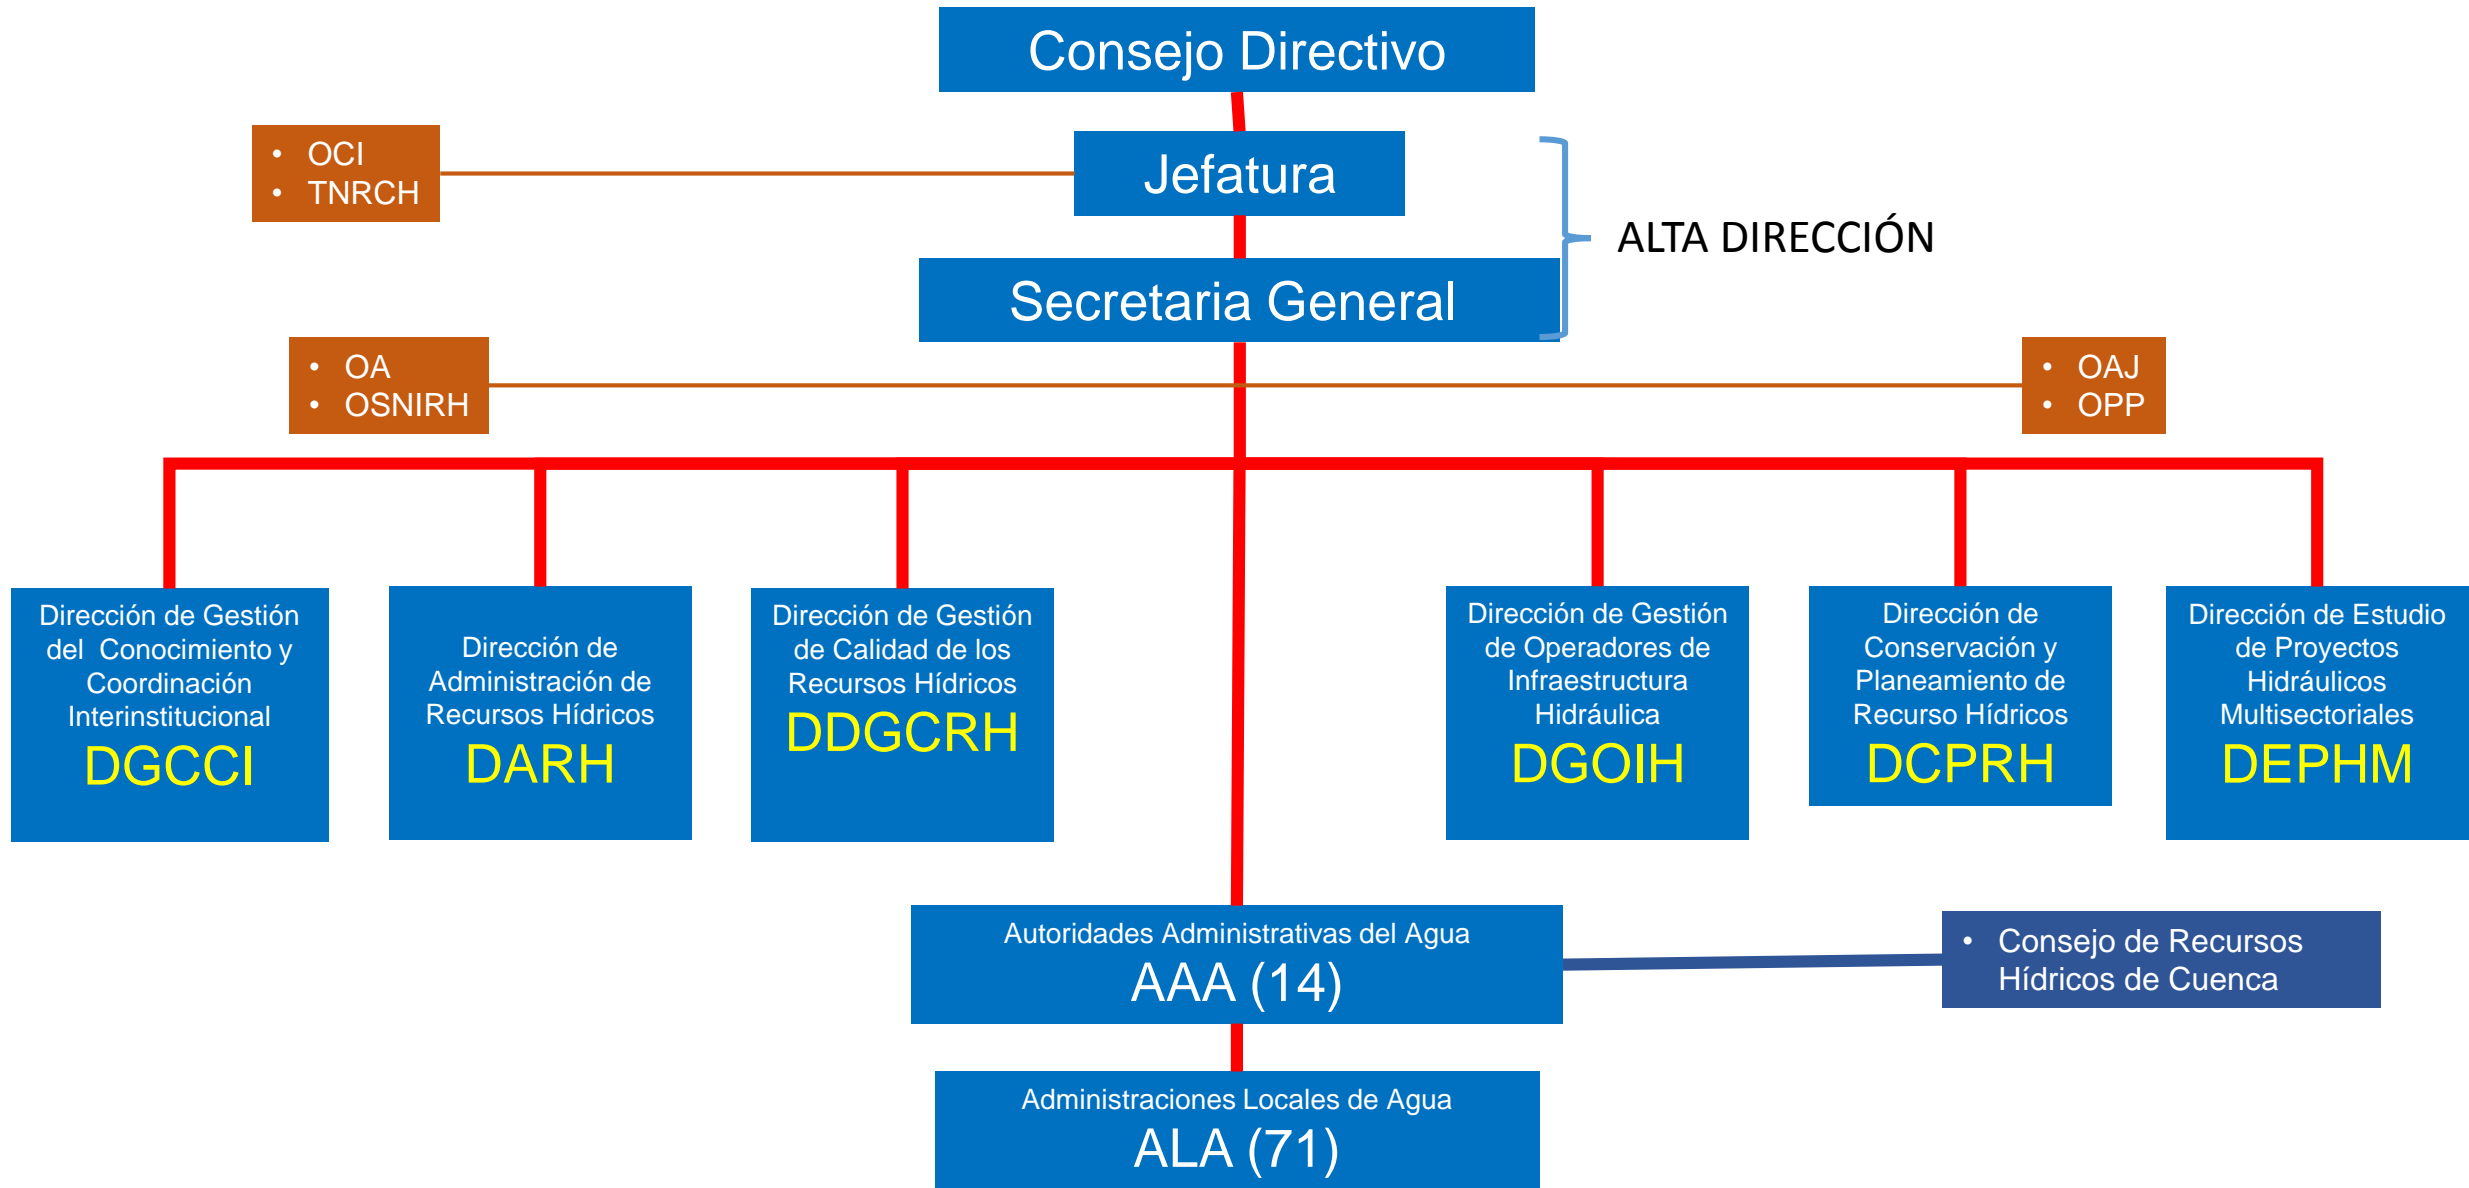 Consejo Directivo
• OCI
• TNRCH
Jefatura
ALTA DIRECCIÓN
Secretaria General
• OA
• OSNIRH
• OAJ
• OPP
Dirección de Gestión
del Conocimiento y
Coordinación
Interinstitucional
DGCCI
Dirección de
Administración de
Recursos Hídricos
DARH
Dirección de Gestión
de Calidad de los
Recursos Hídricos
DDGCRH
Dirección de Gestión
de Operadores de
Infraestructura
Hidráulica
DGOIH
Dirección de
Conservación y
Planeamiento de
Recurso Hídricos
DCPRH
Dirección de Estudio
de Proyectos
Hidráulicos
Multisectoriales
DEPHM
Autoridades Administrativas del Agua
AAA (14)
• Consejo de Recursos
Hídricos de Cuenca
Administraciones Locales de Agua
ALA (71)